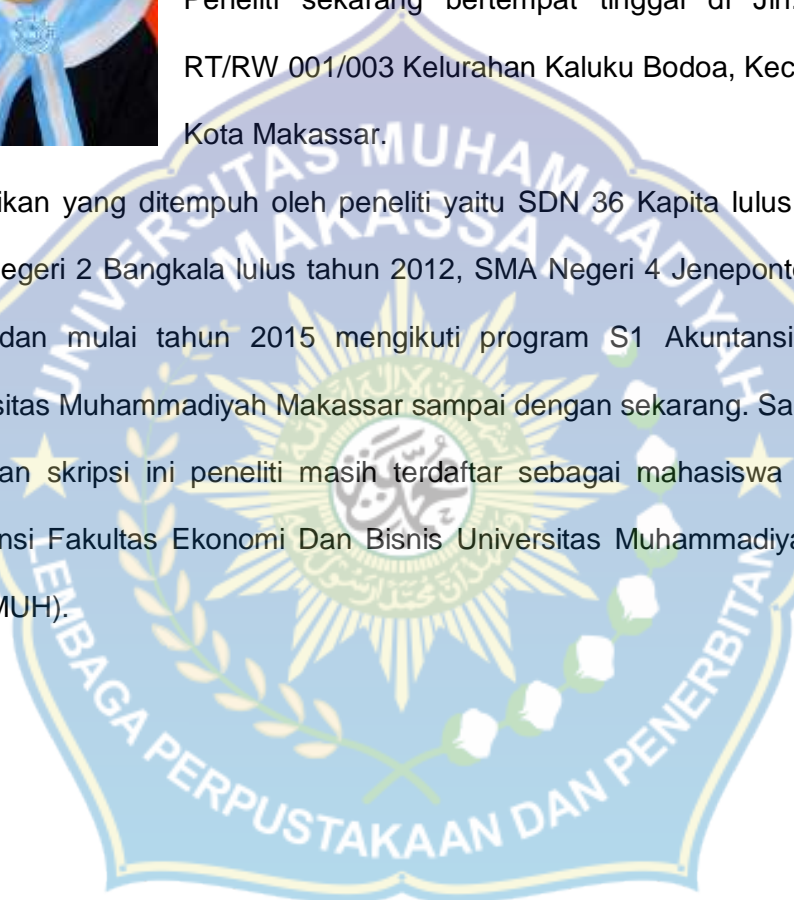 Peneliti sekarang bertempat tinggal di Jln.
RT/RW 001/003 Kelurahan Kaluku Bodoa, Kec
Kota Makassar.
ikan yang ditempuh oleh peneliti yaitu SDN 36 Kapita lulus
egeri 2 Bangkala lulus tahun 2012, SMA Negeri 4 Jeneponto
dan mulai tahun 2015 mengikuti program S1 Akuntansi
sitas Muhammadiyah Makassar sampai dengan sekarang. Sa
an skripsi ini peneliti masih terdaftar sebagai mahasiswa
nsi Fakultas Ekonomi Dan Bisnis Universitas Muhammadiya
MUH).
UNIVERSITAS MUHAMMADIYAH
MAKASSAR
LEMBAGA PERPUSTAKAAN DAN PENERBITAN